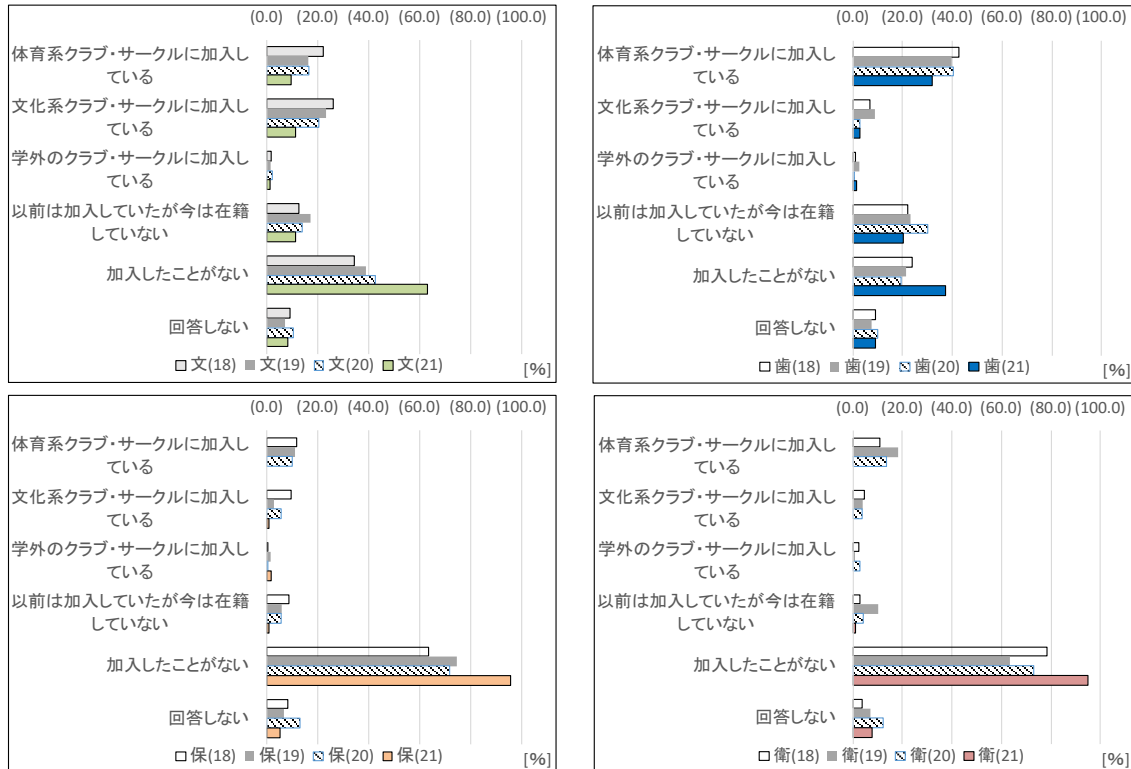 (0.0) (20.0) (40.0) (60.0) (80.0) (100.0)
体育系クラブ・サークルに加入し
ている
文化系クラブ・サークルに加入し
ている
学外のクラブ・サークルに加入し
ている
以前は加入していたが今は在籍
していない
加入したことがない
回答しない
文(18) 文(19) 文(20) 文(21)
[%]
(0.0) (20.0) (40.0) (60.0) (80.0) (100.0)
体育系クラブ・サークルに加入し
ている
文化系クラブ・サークルに加入し
ている
学外のクラブ・サークルに加入し
ている
以前は加入していたが今は在籍
していない
加入したことがない
回答しない
歯(18) 歯(19) 歯(20) 歯(21)
[%]
(0.0) (20.0) (40.0) (60.0) (80.0) (100.0)
体育系クラブ・サークルに加入し
ている
文化系クラブ・サークルに加入し
ている
学外のクラブ・サークルに加入し
ている
以前は加入していたが今は在籍
していない
加入したことがない
回答しない
保(18) 保(19) 保(20) 保(21)
[%]
(0.0) (20.0) (40.0) (60.0) (80.0) (100.0)
体育系クラブ・サークルに加入し
ている
文化系クラブ・サークルに加入し
ている
学外のクラブ・サークルに加入し
ている
以前は加入していたが今は在籍
していない
加入したことがない
回答しない
衛(18) 衛(19) 衛(20) 衛(21)
[%]